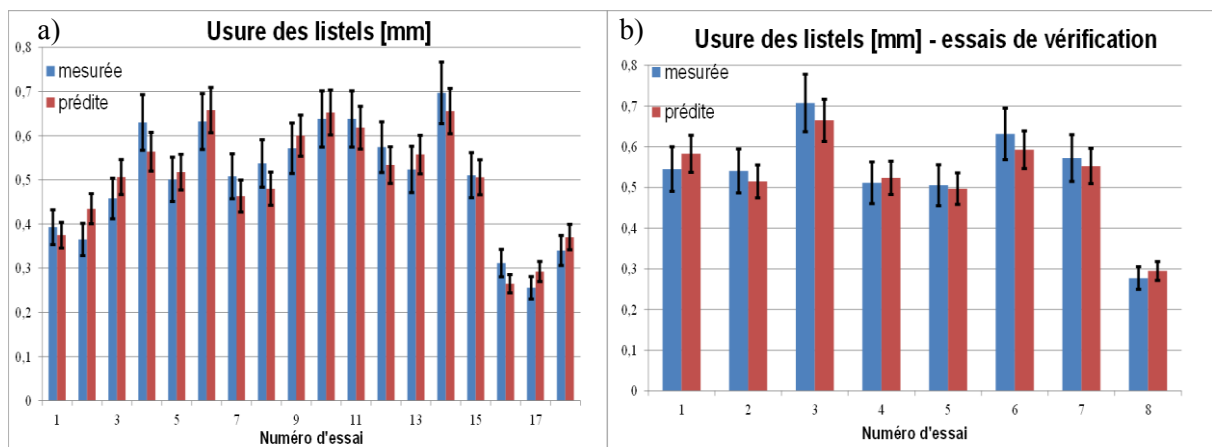 a)
Usure des listels [mm]
0,8
0,7
0,6
0,5
0,4
0,3
0,2
0,1
0
mesurée
prédite
1 3 5 7 9 11 13 15 17
Numéro d'essai
b)
Usure des listels [mm] - essais de vérification
0,8
0,7
0,6
0,5
0,4
0,3
0,2
0,1
0
mesurée
prédite
1 2 3 4 5 6 7 8
Numéro d'essai